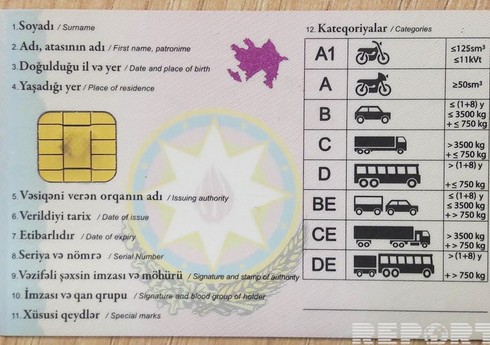 1.Soyadı / Surname
2.Adı, atasının adı / First name, patronime
3.Doğulduğu il və yer / Date and place of birth
4.Yaşadığı yer / Place of residence
5.Vəsiqəni verən orqanın adı / Issuing authority
6.Verildiyi tarix / Date of issue
7.Etibarlıdır / Date of expiry
8.Seriya və nömrə / Serial Number
9.Vəzifəli şəxsin imzası və möhürü / Signature and stamp of authority
10.İmzası və qan qrupu / Signature and blood group of holder
11.Xüsusi qeydlər / Special marks
12.Kateqoriyalar / Categories
A1 ≤125sm³
≤11kVt
A ≥50sm³
B ≤ (1+8) y
≤ 3500 kg
+ ≤ 750 kg
C > 3500 kg
+ ≤ 750 kg
D > (1+8) y
+ ≤ 750 kg
BE ≤ (1+8) y
≤ 3500 kg
+ > 750 kg
CE > 3500 kg
+ > 750 kg
DE > (1+8) y
+ > 750 kg
REPORT